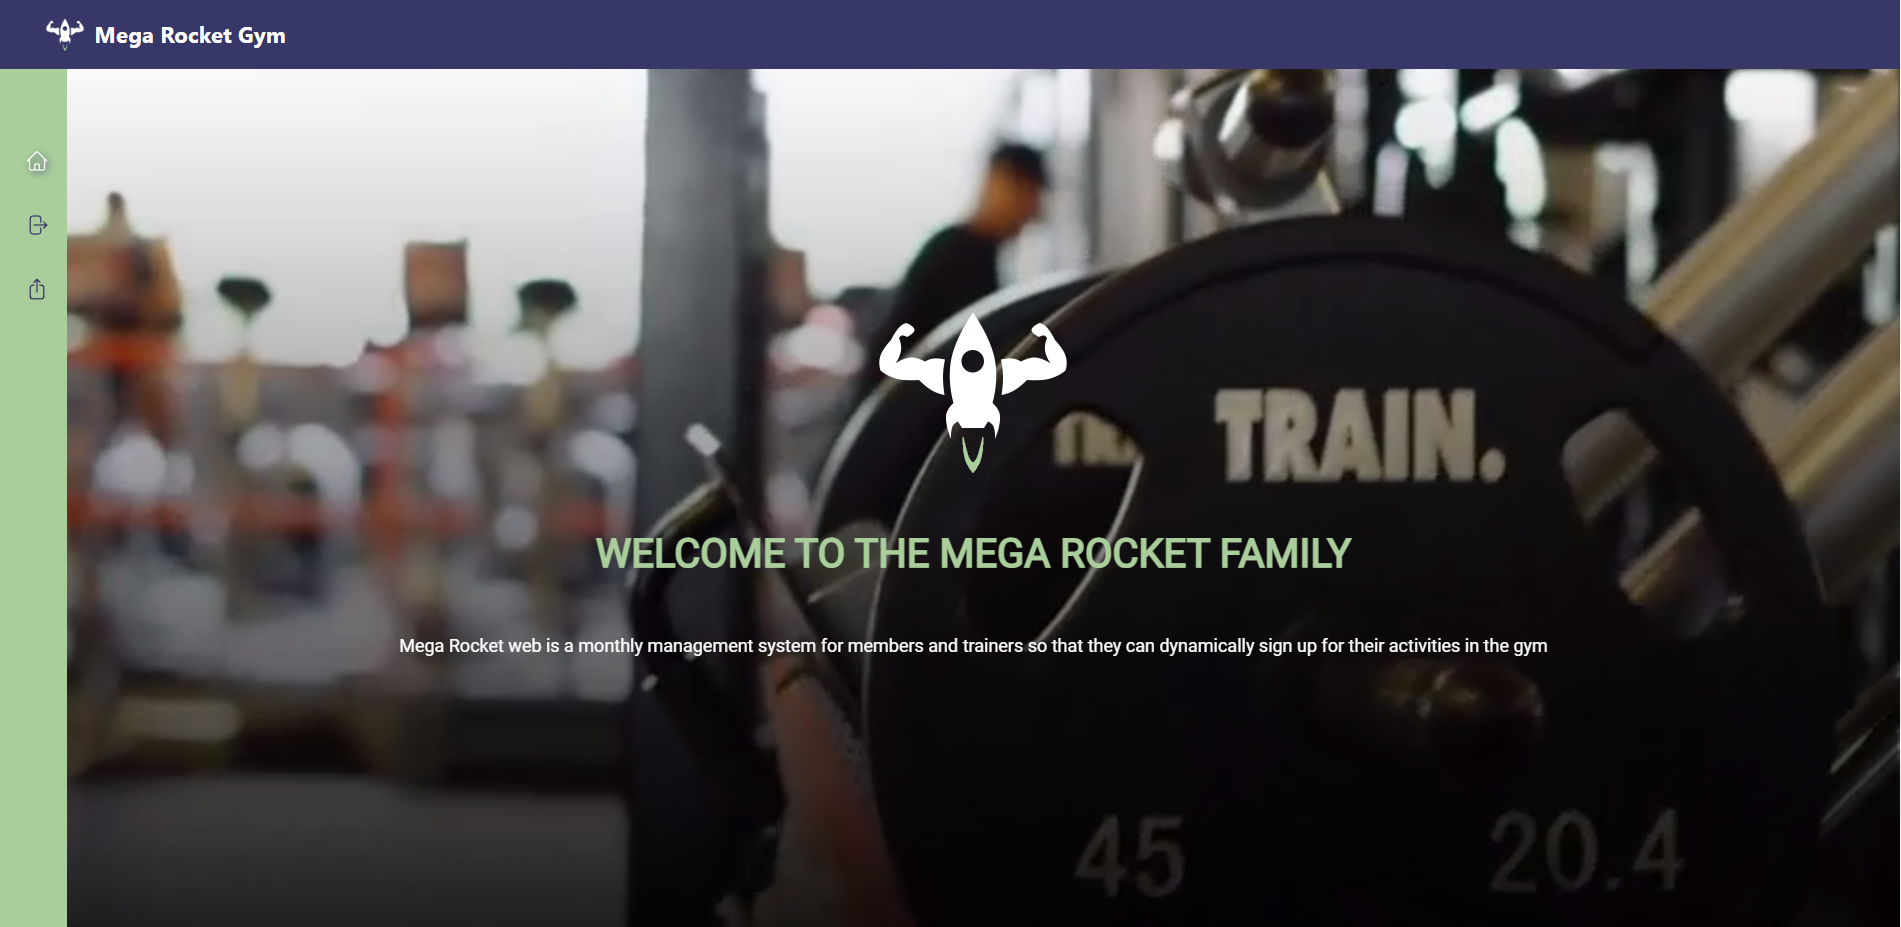 Mega Rocket Gym
TRAIN.
WELCOME TO THE MEGA ROCKET FAMILY
Mega Rocket web is a monthly management system for members and trainers so that they can dynamically sign up for their activities in the gym
45
20.4